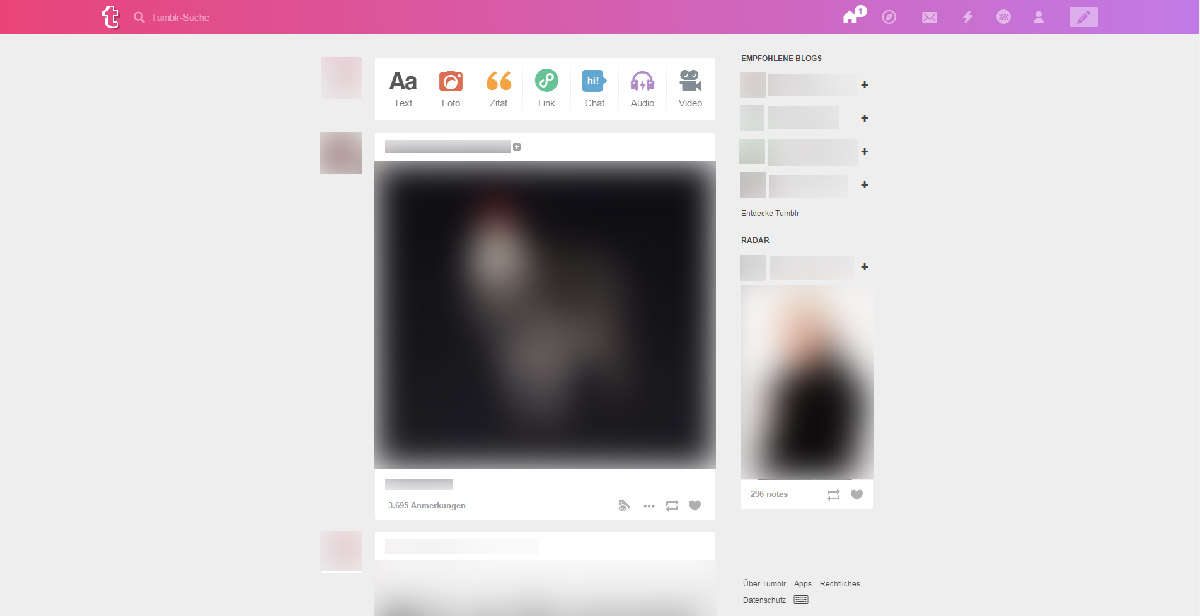 t
Tumblr-Suche
1
Aa
hi!
Text
Foto
Zitat
Link
Chat
Audio
Video
3.695 Anmerkungen
EMPFOHLENE BLOGS
Entdecke Tumblr
RADAR
296 notes
Über Tumblr Apps Rechtliches
Datenschutz